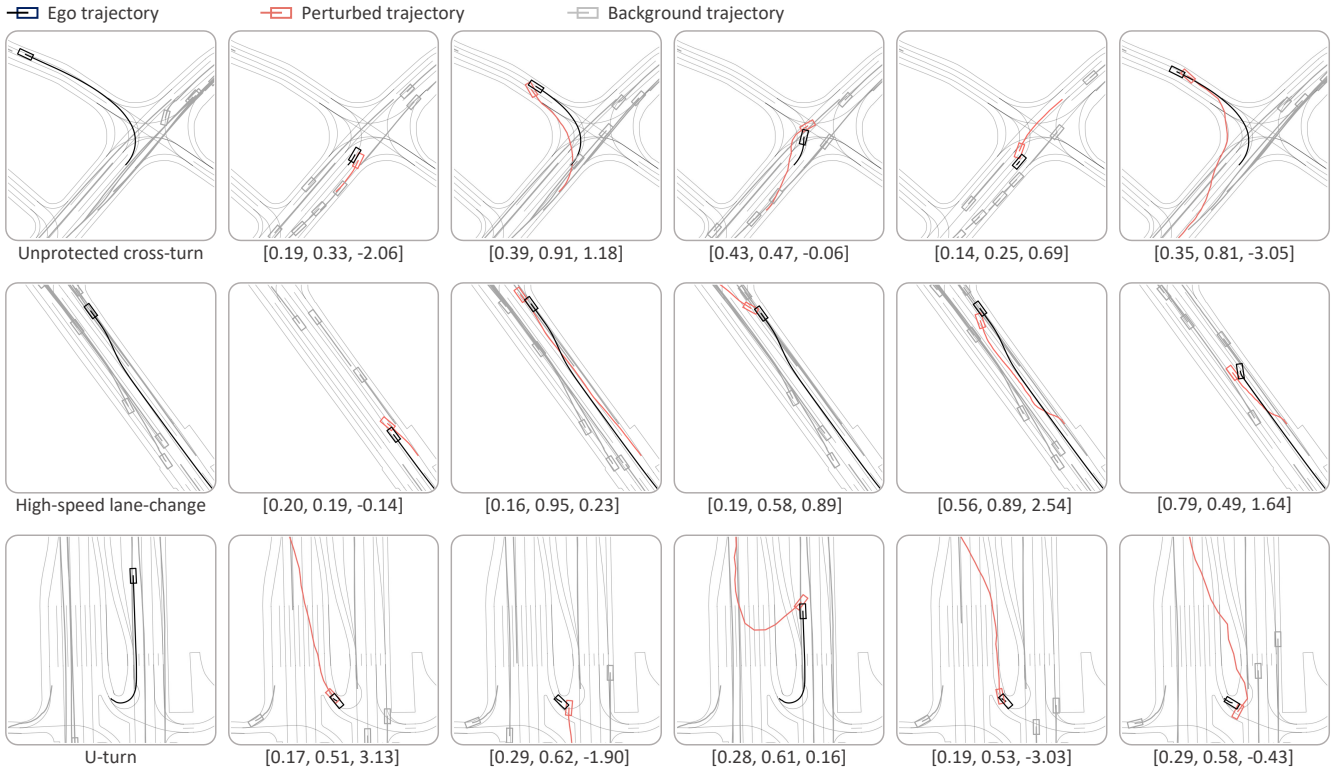 Ego trajectory Perturbed trajectory Background trajectory
Unprotected cross-turn [0.19, 0.33, -2.06] [0.39, 0.91, 1.18] [0.43, 0.47, -0.06] [0.14, 0.25, 0.69] [0.35, 0.81, -3.05]
High-speed lane-change [0.20, 0.19, -0.14] [0.16, 0.95, 0.23] [0.19, 0.58, 0.89] [0.56, 0.89, 2.54] [0.79, 0.49, 1.64]
U-turn [0.17, 0.51, 3.13] [0.29, 0.62, -1.90] [0.28, 0.61, 0.16] [0.19, 0.53, -3.03] [0.29, 0.58, -0.43]